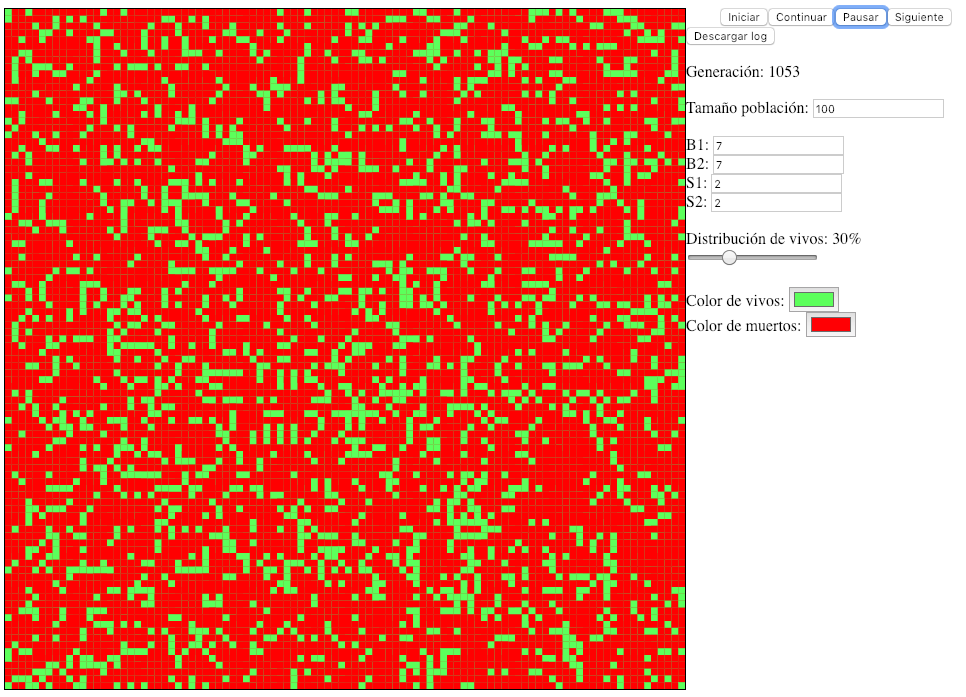 Iniciar Continuar Pausar Siguiente
Descargar log
Generación: 1053
Tamaño población: 100
B1: 7
B2: 7
S1: 2
S2: 2
Distribución de vivos: 30%
Color de vivos:
Color de muertos: